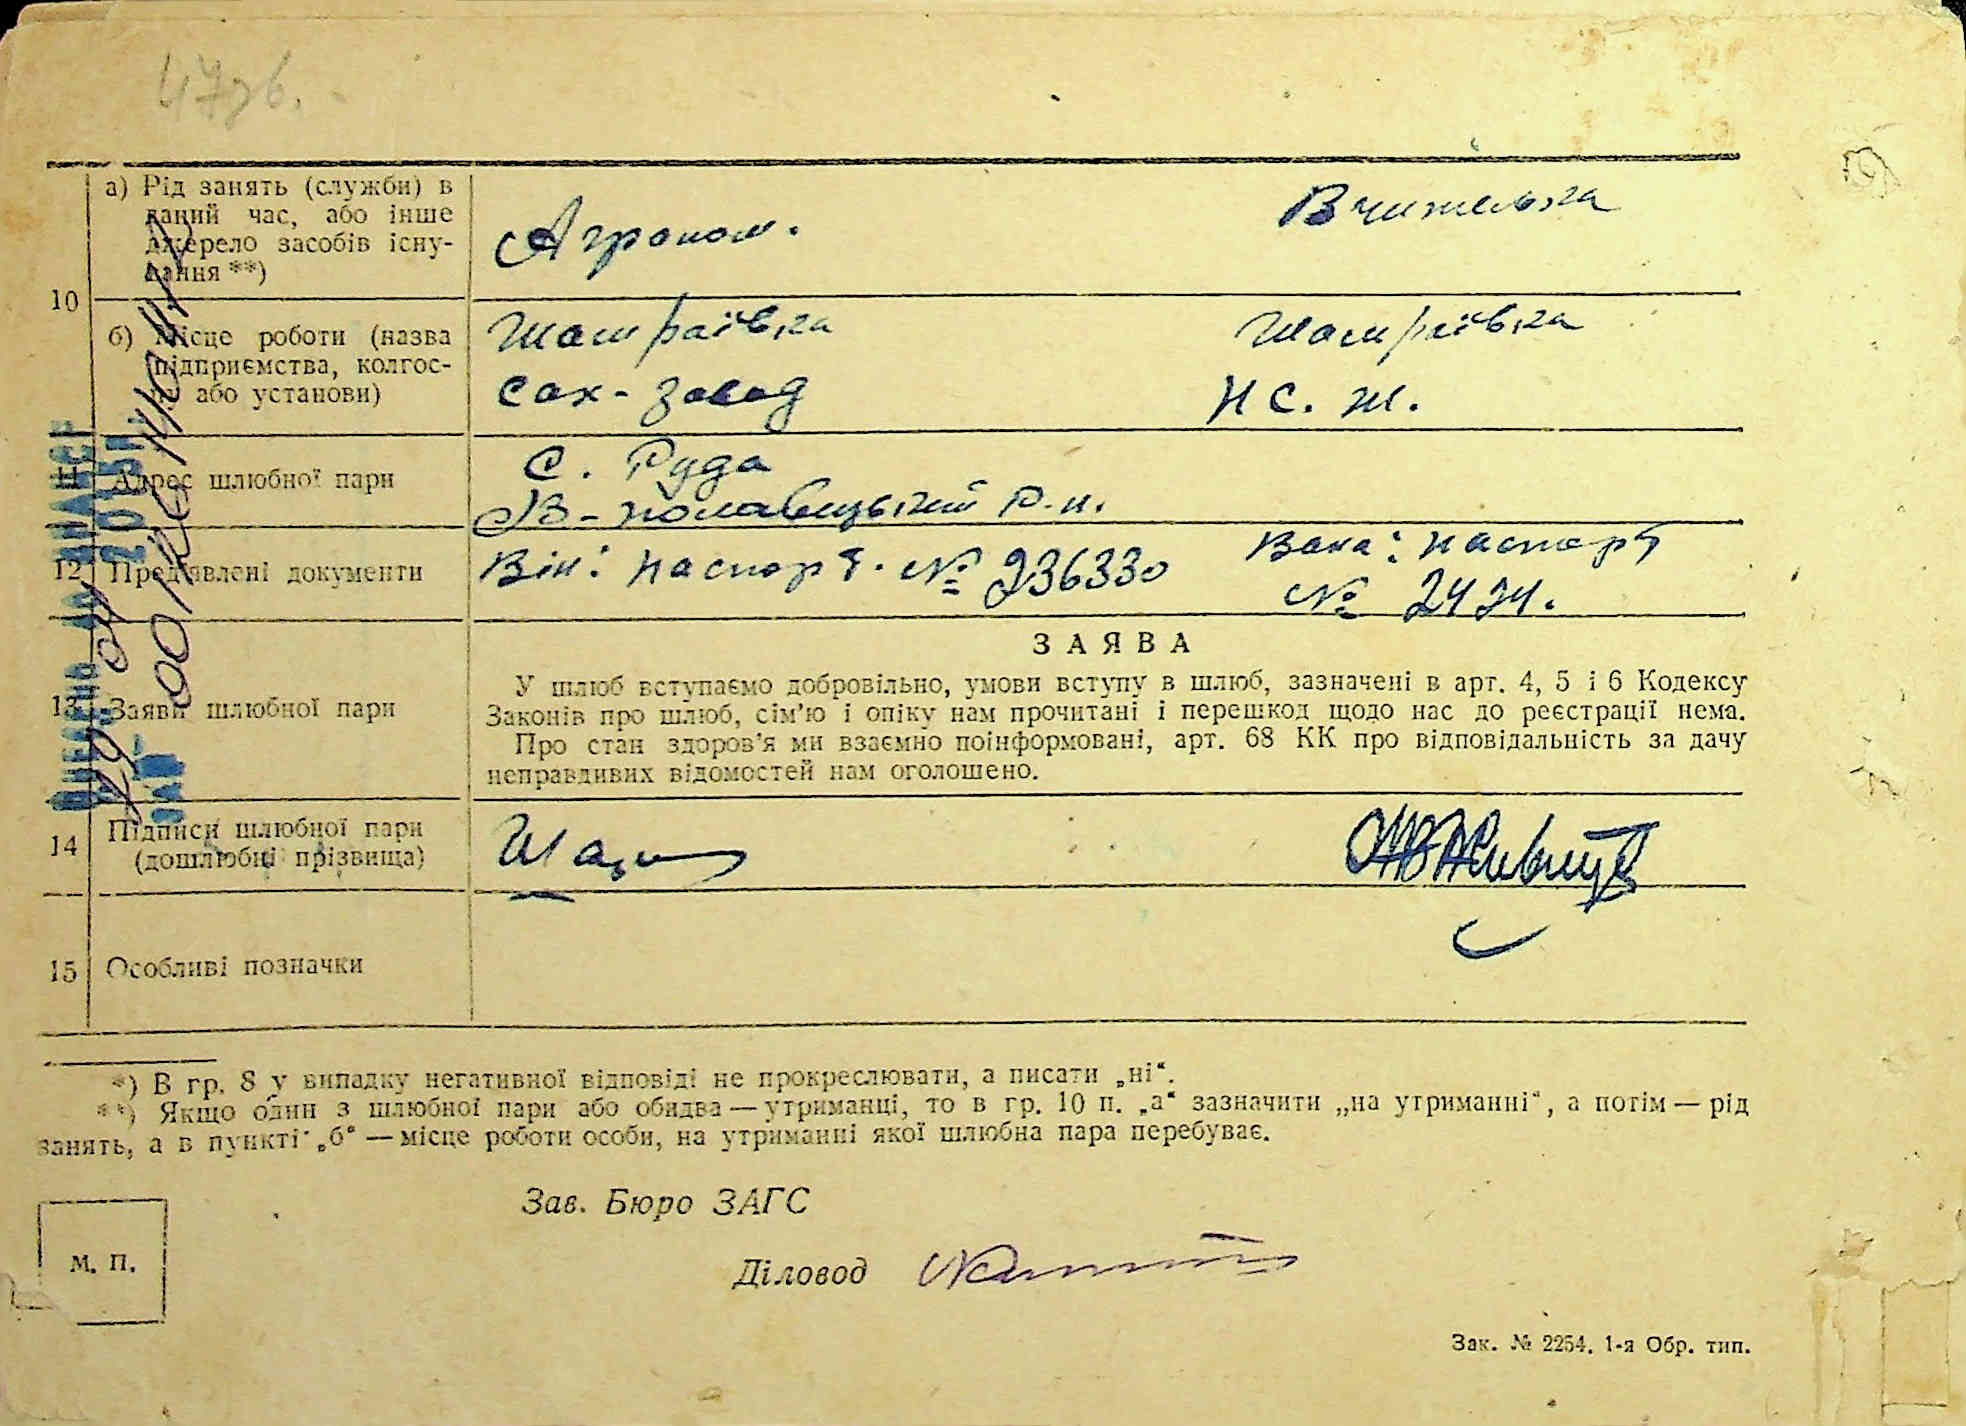 47зв.
а) Рід занять (служби) в
даний час, або інше
джерело засобів існу-
вання **)
Агроном.
Вчителька
10
б) Місце роботи (назва
підприємства, колгос-
пу або установи)
Шамраївка
сах-завод
Шамраївка
НС.Ш.
11
Адрес шлюбної пари
С. Руда
В-Половецький р-н.
12
Пред'явлені документи
Він: паспорт. № 236330
Вона: паспорт
№ 2424.
13
Заяви шлюбної пари
ЗАЯВА
У шлюб вступаємо добровільно, умови вступу в шлюб, зазначені в арт. 4, 5 і 6 Кодексу
Законів про шлюб, сім'ю і опіку нам прочитані і перешкод щодо нас до реєстрації нема.
Про стан здоров'я ми взаємно поінформовані, арт. 68 КК про відповідальність за дачу
неправдивих відомостей нам оголошено.
14
Підписи шлюбної пари
(дошлюбні прізвища)
15
Особливі позначки
*) В гр. 8 у випадку негативної відповіді не прокреслювати, а писати „ні“.
**) Якщо один з шлюбної пари або обидва — утриманці, то в гр. 10 п. „а“ зазначити „на утриманні“, а потім — рід
занять, а в пункті „б“ — місце роботи особи, на утриманні якої шлюбна пара перебуває.
Зав. Бюро ЗАГС
М. П.
Діловод
Зак. № 2254. 1-я Обр. тип.